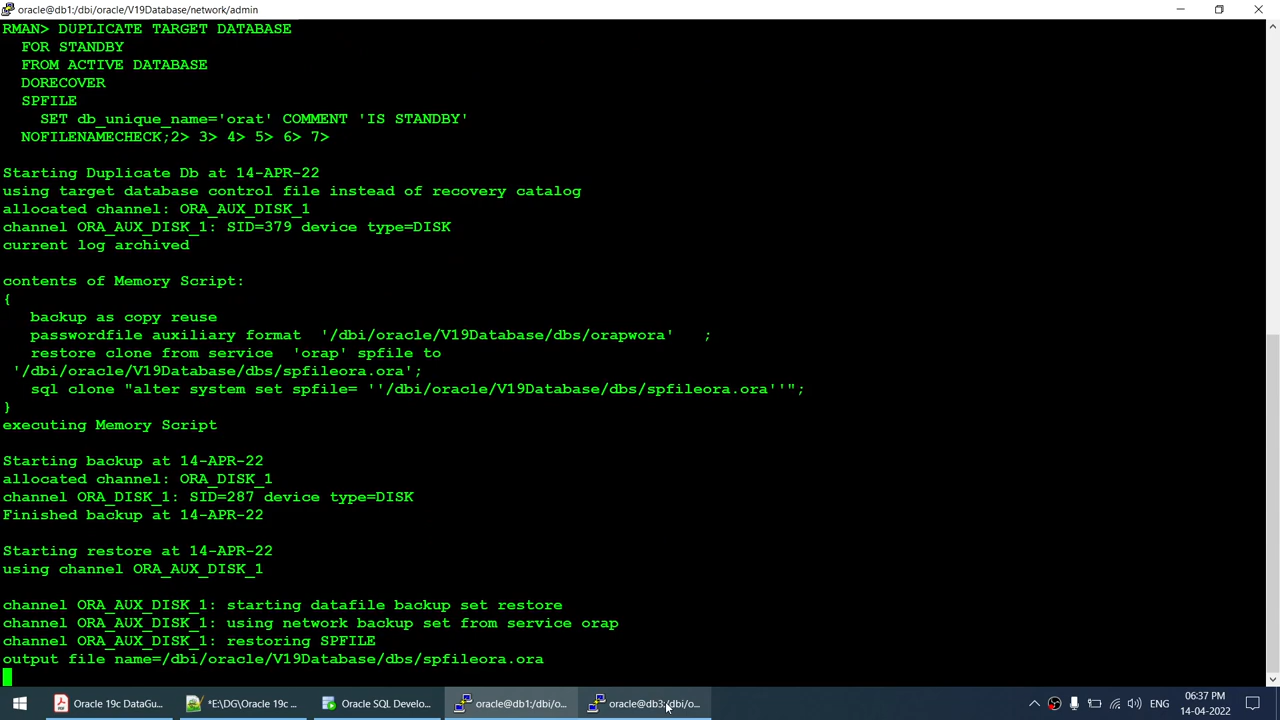 oracle@db1:/dbi/oracle/V19Database/network/admin
RMAN> DUPLICATE TARGET DATABASE
  FOR STANDBY
  FROM ACTIVE DATABASE
  DORECOVER
  SPFILE
    SET db_unique_name='orat' COMMENT 'IS STANDBY'
  NOFILENAMECHECK;2> 3> 4> 5> 6> 7>
Starting Duplicate Db at 14-APR-22
using target database control file instead of recovery catalog
allocated channel: ORA_AUX_DISK_1
channel ORA_AUX_DISK_1: SID=379 device type=DISK
current log archived
contents of Memory Script:
{
   backup as copy reuse
   passwordfile auxiliary format  '/dbi/oracle/V19Database/dbs/orapwora'   ;
   restore clone from service  'orap' spfile to
 '/dbi/oracle/V19Database/dbs/spfileora.ora';
   sql clone "alter system set spfile= ''/dbi/oracle/V19Database/dbs/spfileora.ora''";
}
executing Memory Script
Starting backup at 14-APR-22
allocated channel: ORA_DISK_1
channel ORA_DISK_1: SID=287 device type=DISK
Finished backup at 14-APR-22
Starting restore at 14-APR-22
using channel ORA_AUX_DISK_1
channel ORA_AUX_DISK_1: starting datafile backup set restore
channel ORA_AUX_DISK_1: using network backup set from service orap
channel ORA_AUX_DISK_1: restoring SPFILE
output file name=/dbi/oracle/V19Database/dbs/spfileora.ora
Oracle 19c DataGu...
*E\DG\Oracle 19c ...
Oracle SQL Develo...
oracle@db1:/dbi/o...
oracle@db3:/dbi/o...
ENG
06:37 PM
14-04-2022